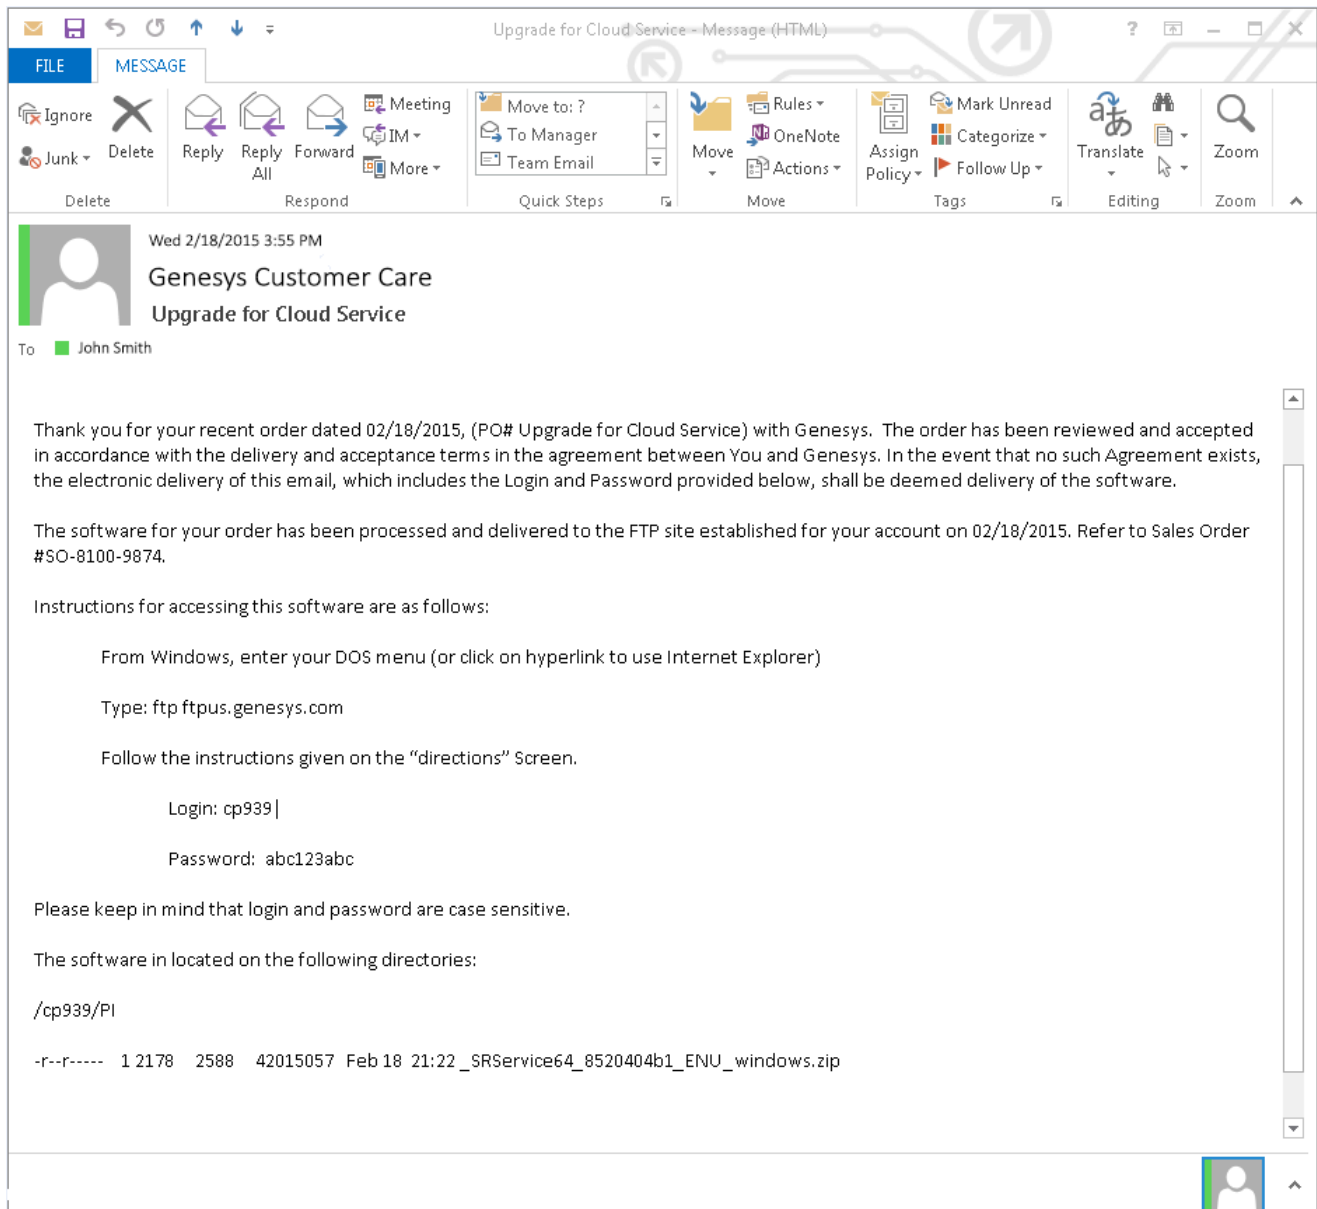 Upgrade for Cloud Service - Message (HTML)
?
FILE
MESSAGE
Ignore
Junk
Delete
Reply
Reply All
Forward
Meeting
IM
More
Move to: ?
To Manager
Team Email
Move
Rules
OneNote
Actions
Assign Policy
Mark Unread
Categorize
Follow Up
Translate
Zoom
Delete
Respond
Quick Steps
Move
Tags
Editing
Zoom
Wed 2/18/2015 3:55 PM
Genesys Customer Care
Upgrade for Cloud Service
To John Smith
Thank you for your recent order dated 02/18/2015, (PO# Upgrade for Cloud Service) with Genesys. The order has been reviewed and accepted
in accordance with the delivery and acceptance terms in the agreement between You and Genesys. In the event that no such Agreement exists,
the electronic delivery of this email, which includes the Login and Password provided below, shall be deemed delivery of the software.
The software for your order has been processed and delivered to the FTP site established for your account on 02/18/2015. Refer to Sales Order
#SO-8100-9874.
Instructions for accessing this software are as follows:
From Windows, enter your DOS menu (or click on hyperlink to use Internet Explorer)
Type: ftp ftpus.genesys.com
Follow the instructions given on the “directions” Screen.
Login: cp939
Password: abc123abc
Please keep in mind that login and password are case sensitive.
The software in located on the following directories:
/cp939/PI
-r--r----- 1 2178 2588 42015057 Feb 18 21:22 _SRService64_8520404b1_ENU_windows.zip